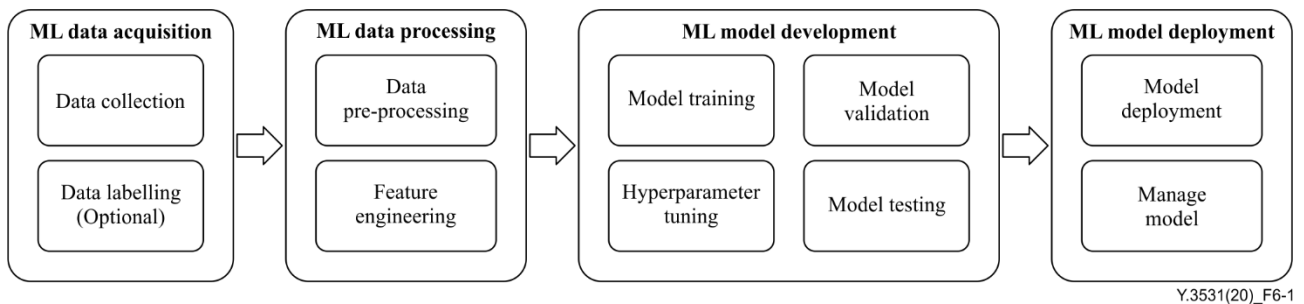 ML data acquisition
Data collection
Data labelling
(Optional)
ML data processing
Data
pre-processing
Feature
engineering
ML model development
Model training
Model
validation
Hyperparameter
tuning
Model testing
ML model deployment
Model
deployment
Manage
model
Y.3531(20)_F6-1